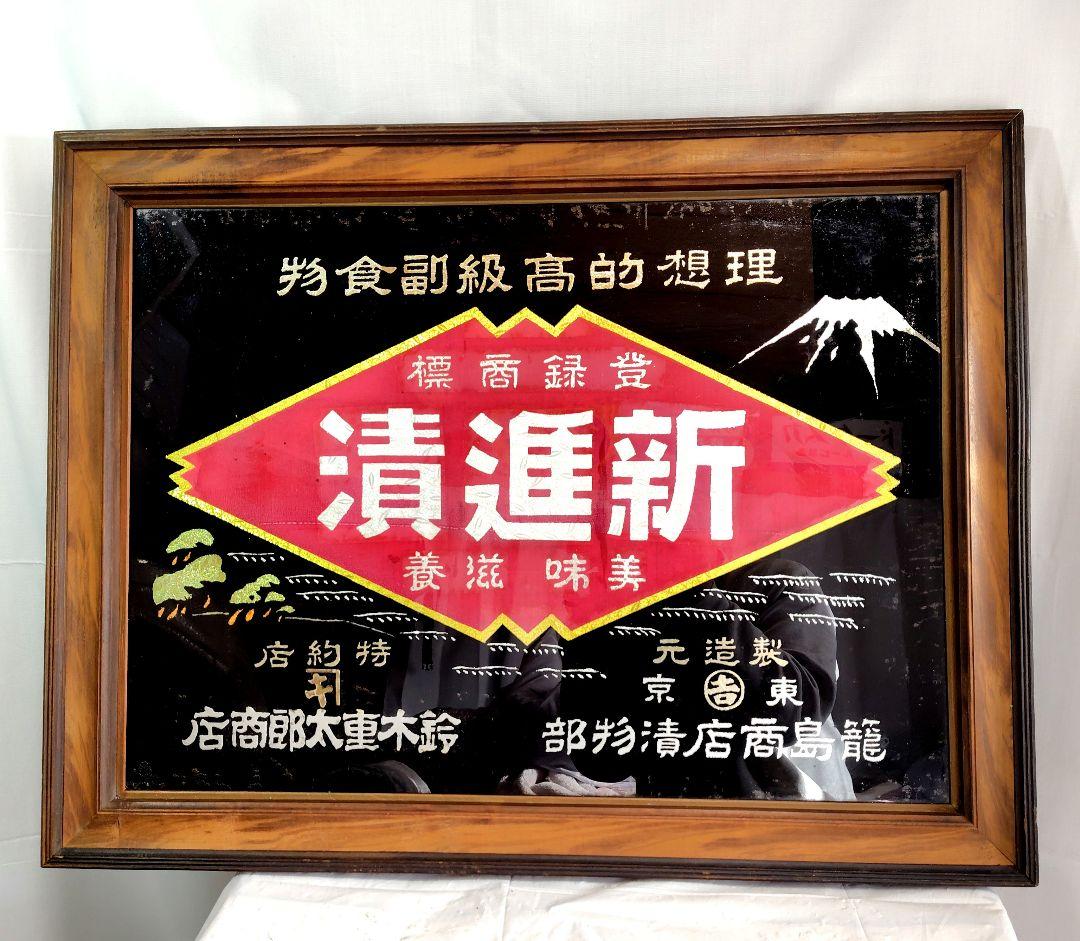 理想的高級副食物
登録商標
新進漬
美味滋養
製造元
東吉京
籠島商店漬物部
特約店
キ
鈴木重太郎商店